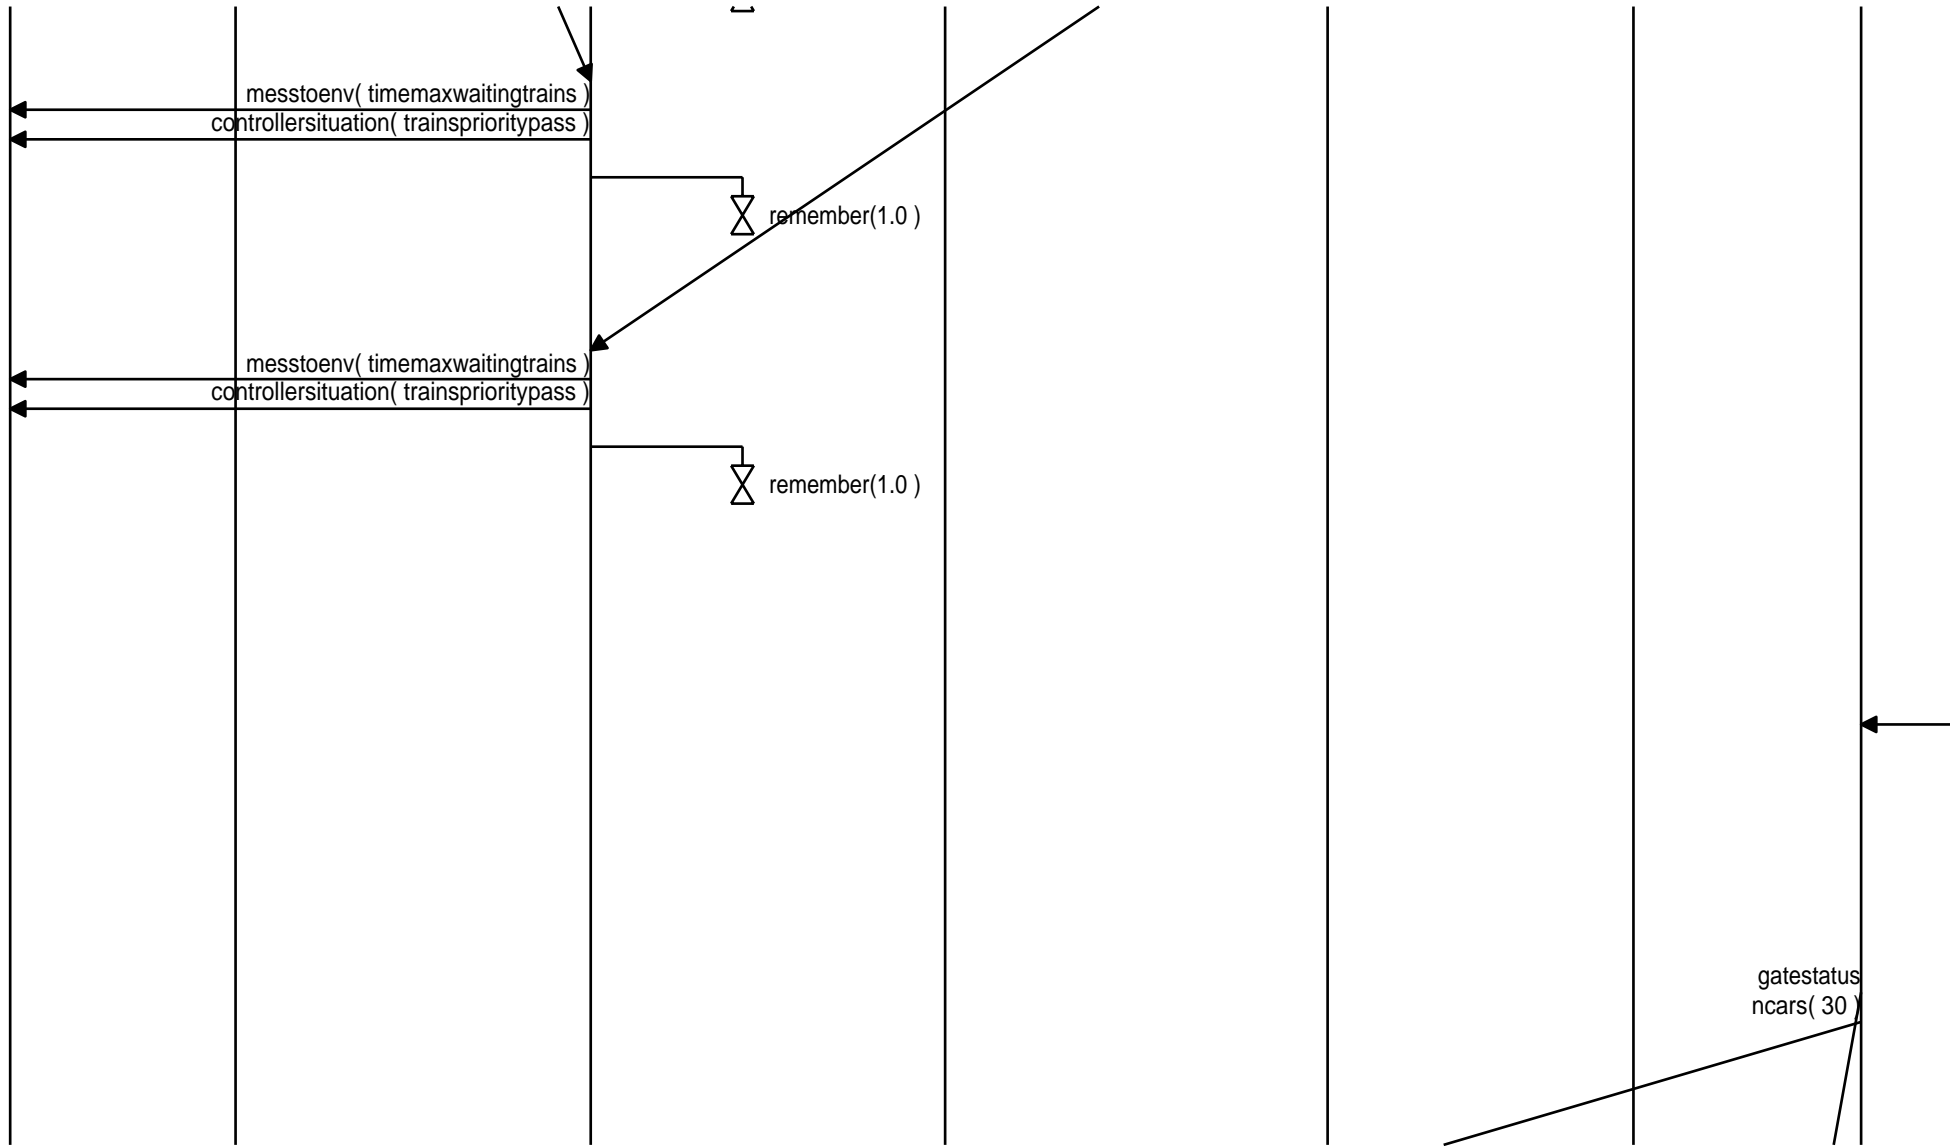 messtoenv( timemaxwaitingtrains )
controllersituation( trainsprioritypass )
remember(1.0 )
messtoenv( timemaxwaitingtrains )
controllersituation( trainsprioritypass )
remember(1.0 )
gatestatus
ncars( 30 )